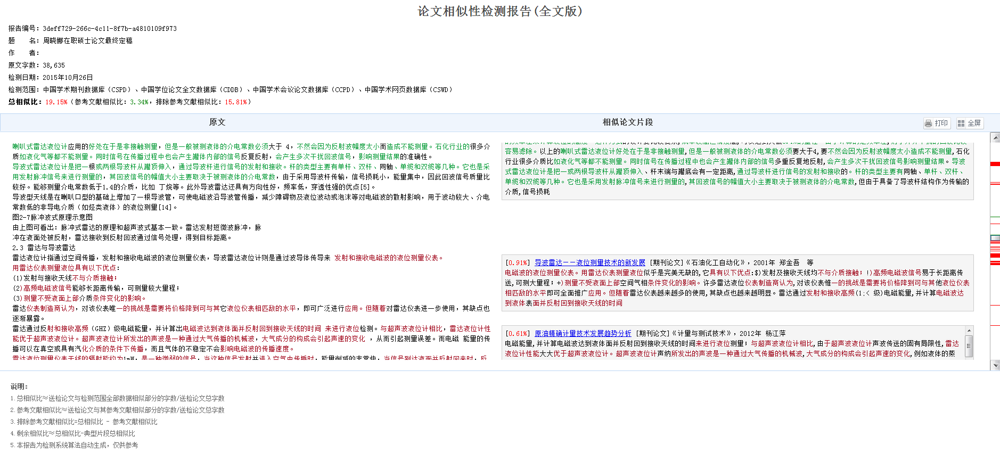 论文相似性检测报告(全文版)
报告编号: 3deff729-266c-4c11-8f7b-a4810109f973
题　　名: 周晓娜在职硕士论文最终定稿
作　　者:
原文字数: 38,635
检测日期: 2015年10月26日
检测范围: 中国学术期刊数据库（CSPD）、中国学位论文全文数据库（CDDB）、中国学术会议论文数据库（CCPD）、中国学术网页数据库（CSWD）
总相似比: 19.15%（参考文献相似比: 3.34%，排除参考文献相似比: 15.81%）
原文
相似论文片段
打印
全屏
喇叭式雷达液位计应用的好处在于是非接触测量，但是一般被测液体的介电常数必须大于 4，不然会因为反射波幅度太小而造成不能测量。石化行业的很多介
质如液化气等都不能测量。同时信号在传播过程中也会产生罐体内部的信号反复反射，会产生多次干扰回波信号，影响测量结果的准确性。
导波式雷达液位计是把一根或两根导波杆从罐顶伸入，通过导波杆进行信号的发射和接收。杆的类型主要有单杆、双杆、同轴、单缆和双缆等几种。它也是采
用发射脉冲信号来进行测量的，其回波信号的幅值大小主要取决于被测液体的介电常数，由于采用导波杆传输，信号损耗小，能量集中，因此回波信号质量比
较好。能够测量介电常数低于1.4的介质，比如 丁烷等。此外导波雷达还具有方向性好，频率低，穿透性强的优点[5]。
导波型天线是在喇叭口型的基础上增加了一根导波管，可使电磁波沿导波管传播，减少障碍物及液位波动或泡沫等对电磁波的散射影响，用于波动较大、介电
常数低的非导电介质（如烃类液体）的液位测量[14]。
图2-7脉冲波式原理示意图
由上图可看出：脉冲式雷达的原理和超声波式基本一致。雷达发射短微波脉冲，脉
冲在液面处被反射，雷达接收到反射回波通过信号处理，得到目标距离。
2.3 雷达与导波雷达
雷达液位计指通过空间传播，发射和接收电磁波的液位测量仪表，导波雷达液位计则是通过波导体传导来 发射和接收电磁波的液位测量仪表。
用雷达仪表测量液位具有以下优点：
(1)发射与接收天线不与介质接触；
(2)高频电磁波信号能够长距离传输，可测量较大量程；
(3)测量不受液面上部介质条件变化的影响。
雷达仪表制造商认为，对该仪表唯一的挑战是需要将价格降到可与其它液位仪表相匹敌的水平，即可广泛进行应用。但随着对雷达仪表进一步使用，其缺点也
逐渐暴露。
雷达通过反射和接收高频（GHZ）级电磁能量，并计算出电磁波达到液体面并反射回到接收天线的时间 来进行液位检测。与超声波液位计相比，雷达液位计性
能优于超声波液位计。超声波液位计所发出的声波是一种通过大气传播的机械波，大气成分的构成会引起声速的变化 ，从而引起测量误差。而电磁 能量的传
播可以在真空或具有汽化介质的条件下传播，而且气体的不稳定不会影响电磁波的传播速度。
雷达液位测量仪表天线的辐射能约为1mW，是一种微弱的信号。当这种信号发射并进入空气中传播时，能量削减的非常快，当信号到达液面并反射回来时，反
容易滤除。以上的喇叭式雷达液位计好处在于是非接触测量,但是一般被测液体的介电常数必须要大于4,要不然会因为反射波幅度太小造成不能测量,石化
行业很多介质比如液化气等都不能测量。同时信号在传播过程中也会产生罐体内部的信号多重反复地反射,会产生多次干扰回波信号影响测量结果。导波
式雷达液位计是把一或两根导波杆从罐顶伸入、杆末端与罐底会有一定距离,通过导波杆进行信号的发射和接收的。杆的类型主要有同轴、单杆、双杆、
单缆和双缆等几种。它也是采用发射脉冲信号来进行测量的,其回波信号的幅值大小主要取决于被测液体的介电常数,但由于具备了导波杆结构作为传输的
介质,信号损耗
[0.91%] 导波雷达－－液位测量技术的新发展 [期刊论文]《石油化工自动化》，2001年 郑金吾　等
电磁波的液位测量仪表。用雷达仪表测量液位似乎是完美无缺的,它具有以下优点:$)发射及接收天线均不与介质接触；!)高频电磁波信号易于长距离传
送,可测大量程；+)测量不受液面上部空间气相条件变化的影响。许多雷达液位仪表制造商认为,对该仪表惟一的挑战是需要将价格降到可与其他液位仪表
相匹敌的水平即可全面推广应用。但随着雷达仪表越来越多的使用,其缺点也越来越明显。雷达通过发射和接收高频(1:< 级)电磁能量,并计算电磁波达
到液体表面并反射回到接收天线的时间
[0.61%] 原油精确计量技术发展趋势分析 [期刊论文]《计量与测试技术》，2012年 杨江萍
电磁能量,并计算电磁波达到液体面并反射回到接收天线的时间来进行液位测量；与超声波液位计相比,由于超声波液位计声波传送的固有局限性,雷达
液位计性能大大优于超声波液位计。超声波液位计声纳所发出的声波是一种通过大气传播的机械波,大气成分的构成会引起声速的变化,例如液体的蒸
说明:
1.总相似比≈送检论文与检测范围全部数据相似部分的字数/送检论文总字数
2.参考文献相似比≈送检论文与其参考文献相似部分的字数/送检论文总字数
3.排除参考文献相似比=总相似比 - 参考文献相似比
4.剩余相似比≈总相似比-典型片段总相似比
5.本报告为检测系统算法自动生成，仅供参考